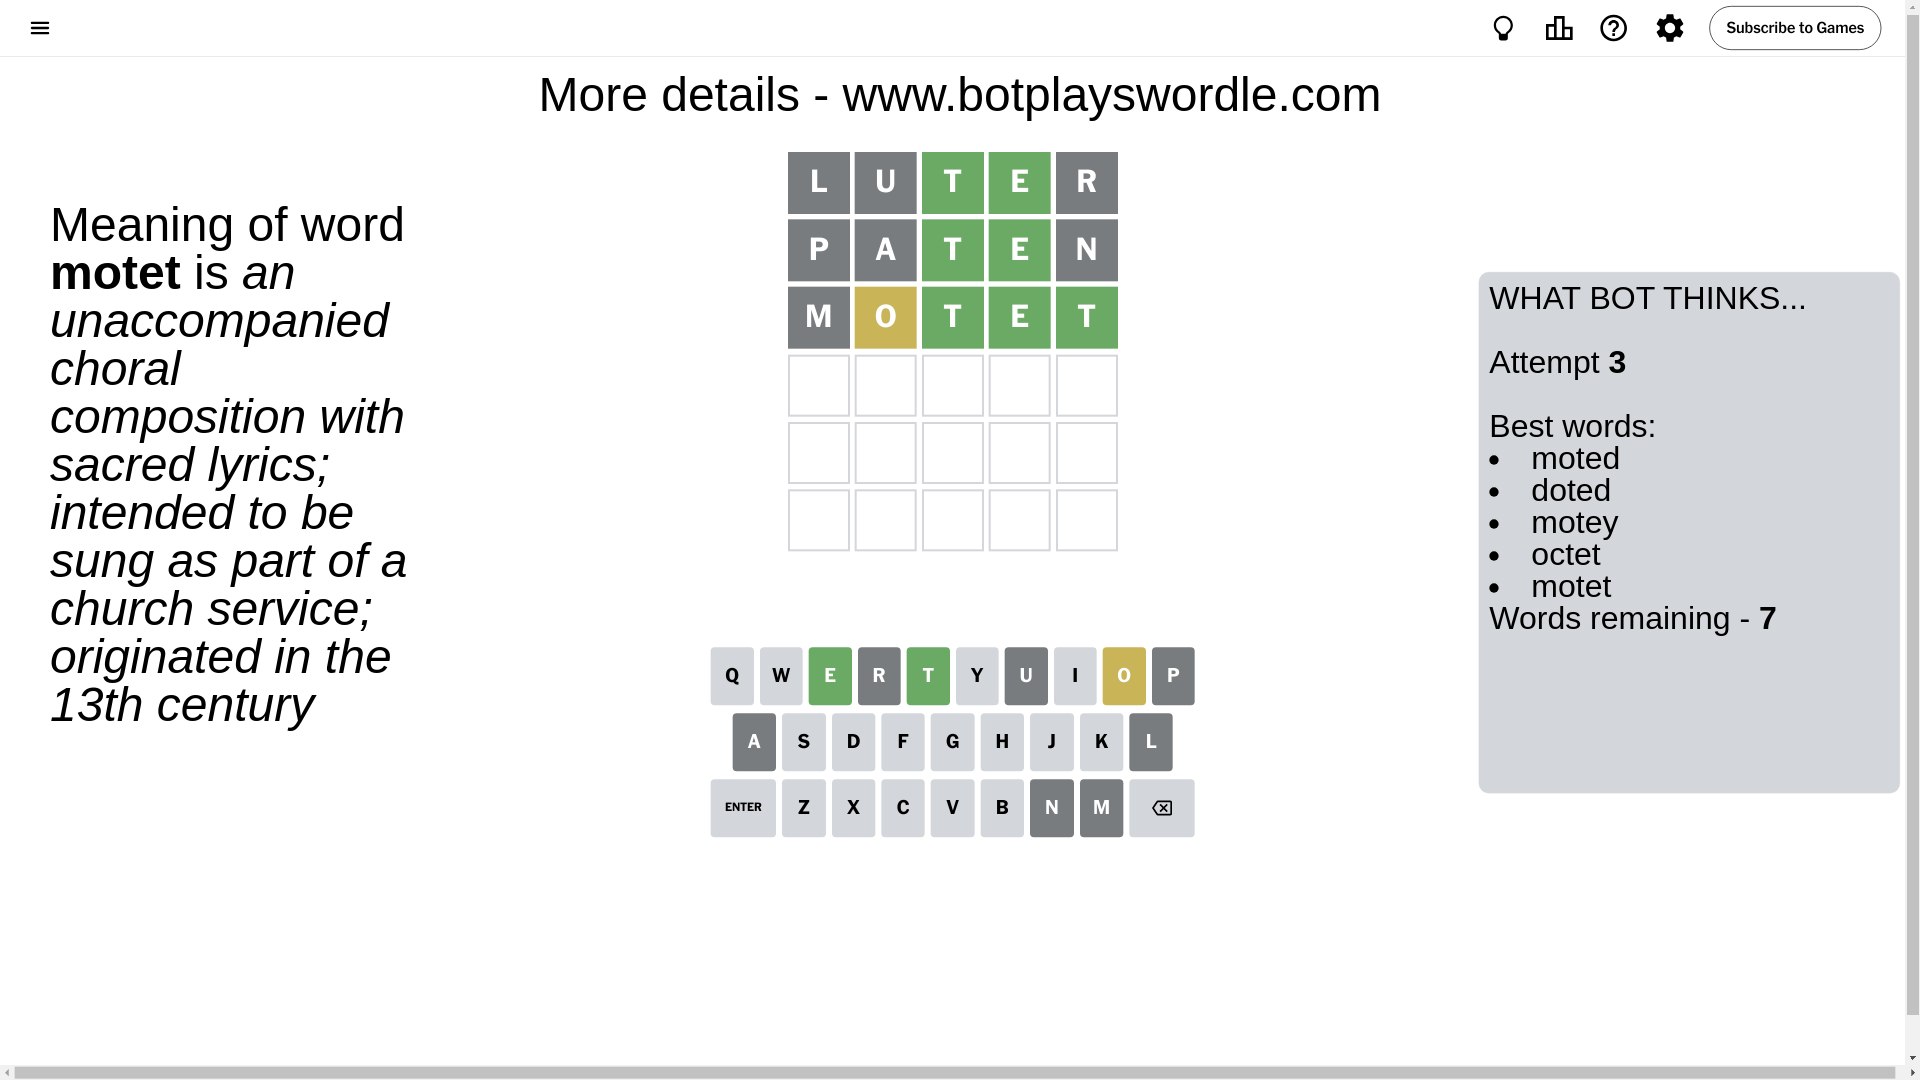 Subscribe to Games
More details - www.botplayswordle.com
Meaning of word
motet is an
unaccompanied
choral
composition with
sacred lyrics;
intended to be
sung as part of a
church service;
originated in the
13th century
L U T E R
P A T E N
M O T E T
Q W E R T Y U I O P
A S D F G H J K L
ENTER Z X C V B N M
WHAT BOT THINKS...
Attempt 3
Best words:
• moted
• doted
• motey
• octet
• motet
Words remaining - 7